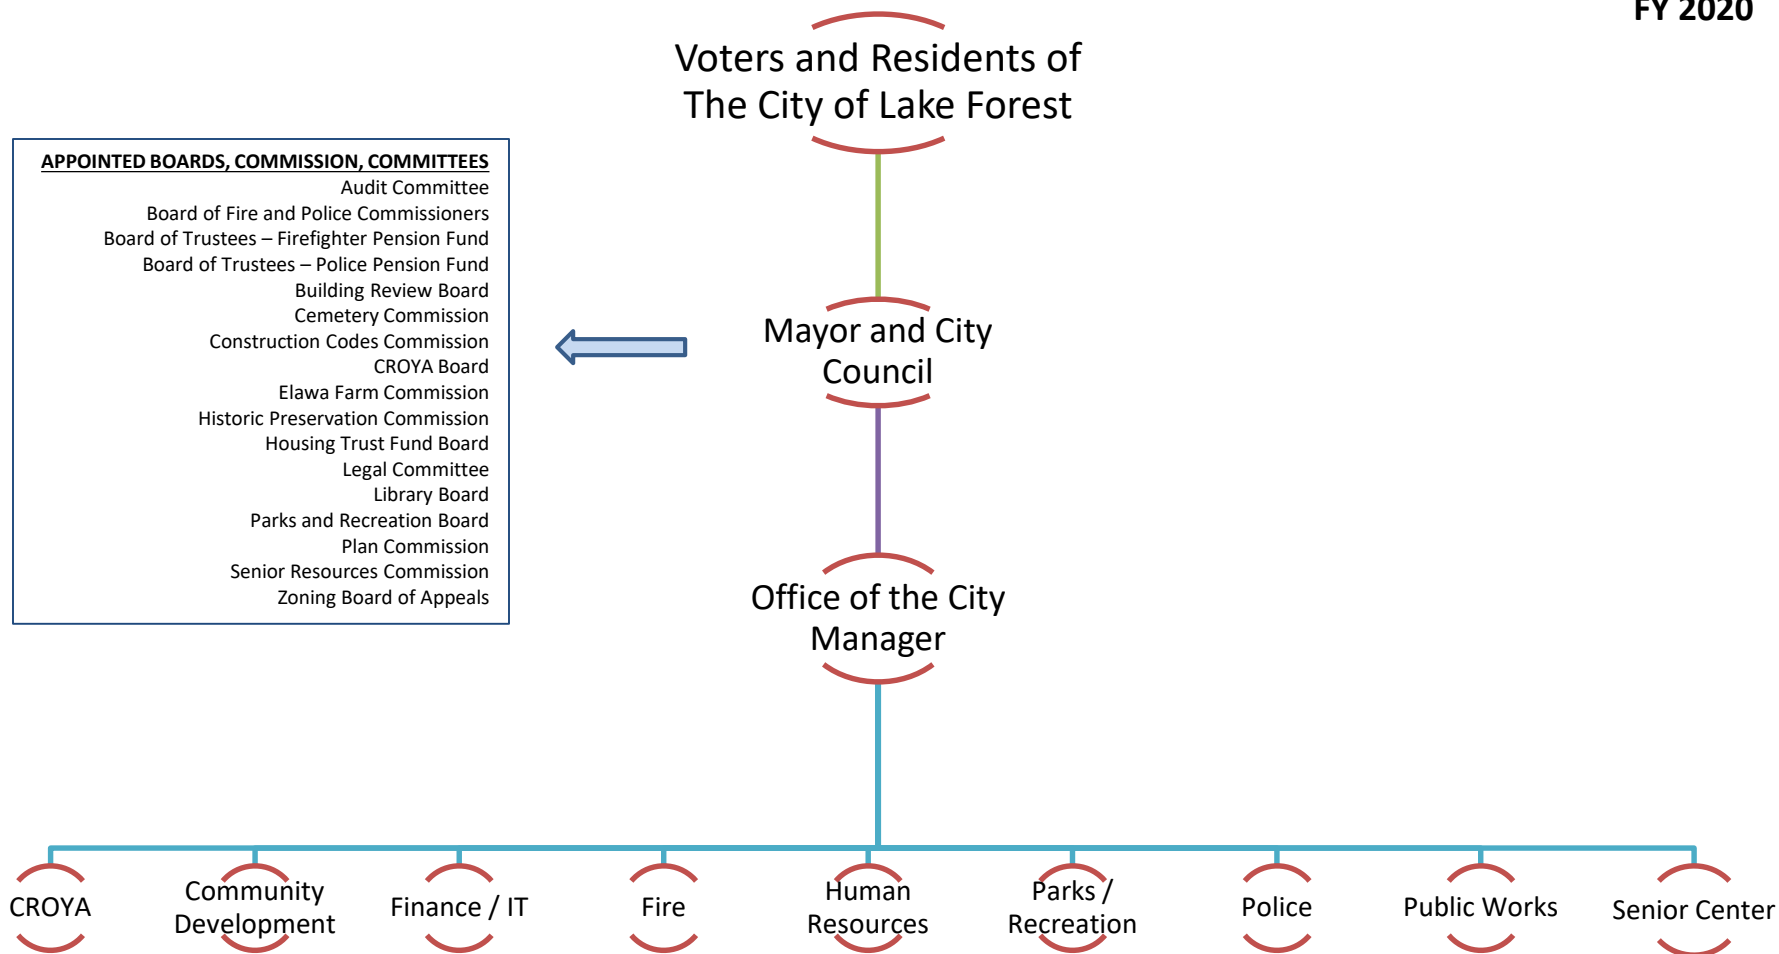 FY 2020
Voters and Residents of
The City of Lake Forest
APPOINTED BOARDS, COMMISSION, COMMITTEES
Audit Committee
Board of Fire and Police Commissioners
Board of Trustees – Firefighter Pension Fund
Board of Trustees – Police Pension Fund
Building Review Board
Cemetery Commission
Construction Codes Commission
CROYA Board
Elawa Farm Commission
Historic Preservation Commission
Housing Trust Fund Board
Legal Committee
Library Board
Parks and Recreation Board
Plan Commission
Senior Resources Commission
Zoning Board of Appeals
Mayor and City
Council
Office of the City
Manager
CROYA
Community
Development
Finance / IT
Fire
Human
Resources
Parks /
Recreation
Police
Public Works
Senior Center